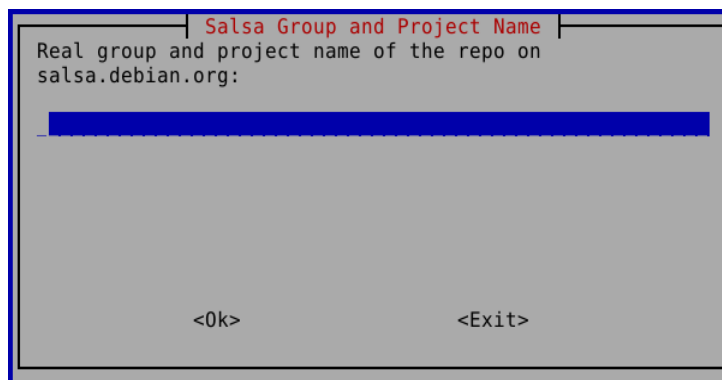 Salsa Group and Project Name
Real group and project name of the repo on
salsa.debian.org:
<Ok> <Exit>